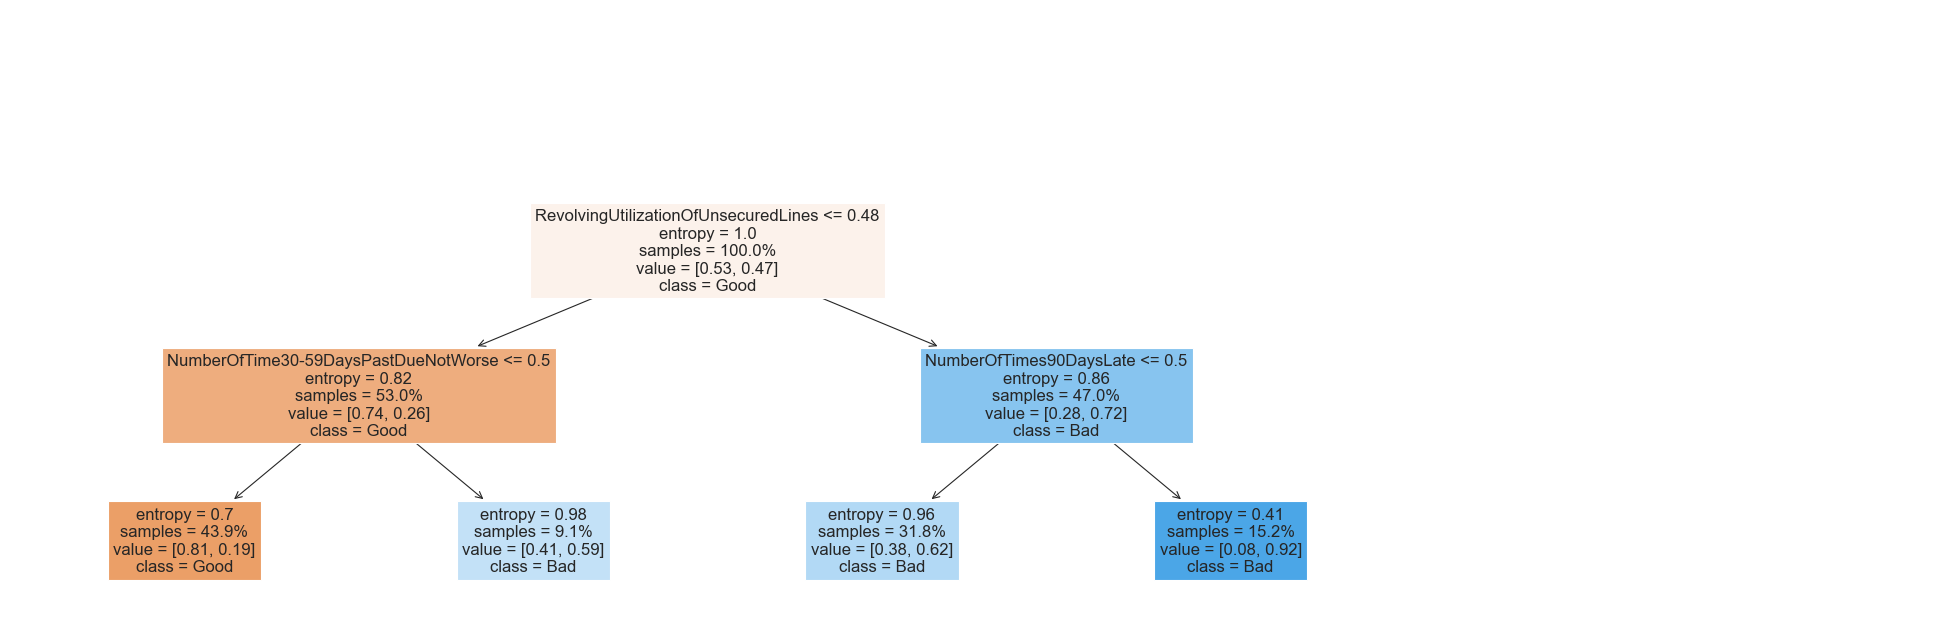 RevolvingUtilizationOfUnsecuredLines <= 0.48
entropy = 1.0
samples = 100.0%
value = [0.53, 0.47]
class = Good
NumberOfTime30-59DaysPastDueNotWorse <= 0.5
entropy = 0.82
samples = 53.0%
value = [0.74, 0.26]
class = Good
NumberOfTimes90DaysLate <= 0.5
entropy = 0.86
samples = 47.0%
value = [0.28, 0.72]
class = Bad
entropy = 0.7
samples = 43.9%
value = [0.81, 0.19]
class = Good
entropy = 0.98
samples = 9.1%
value = [0.41, 0.59]
class = Bad
entropy = 0.96
samples = 31.8%
value = [0.38, 0.62]
class = Bad
entropy = 0.41
samples = 15.2%
value = [0.08, 0.92]
class = Bad